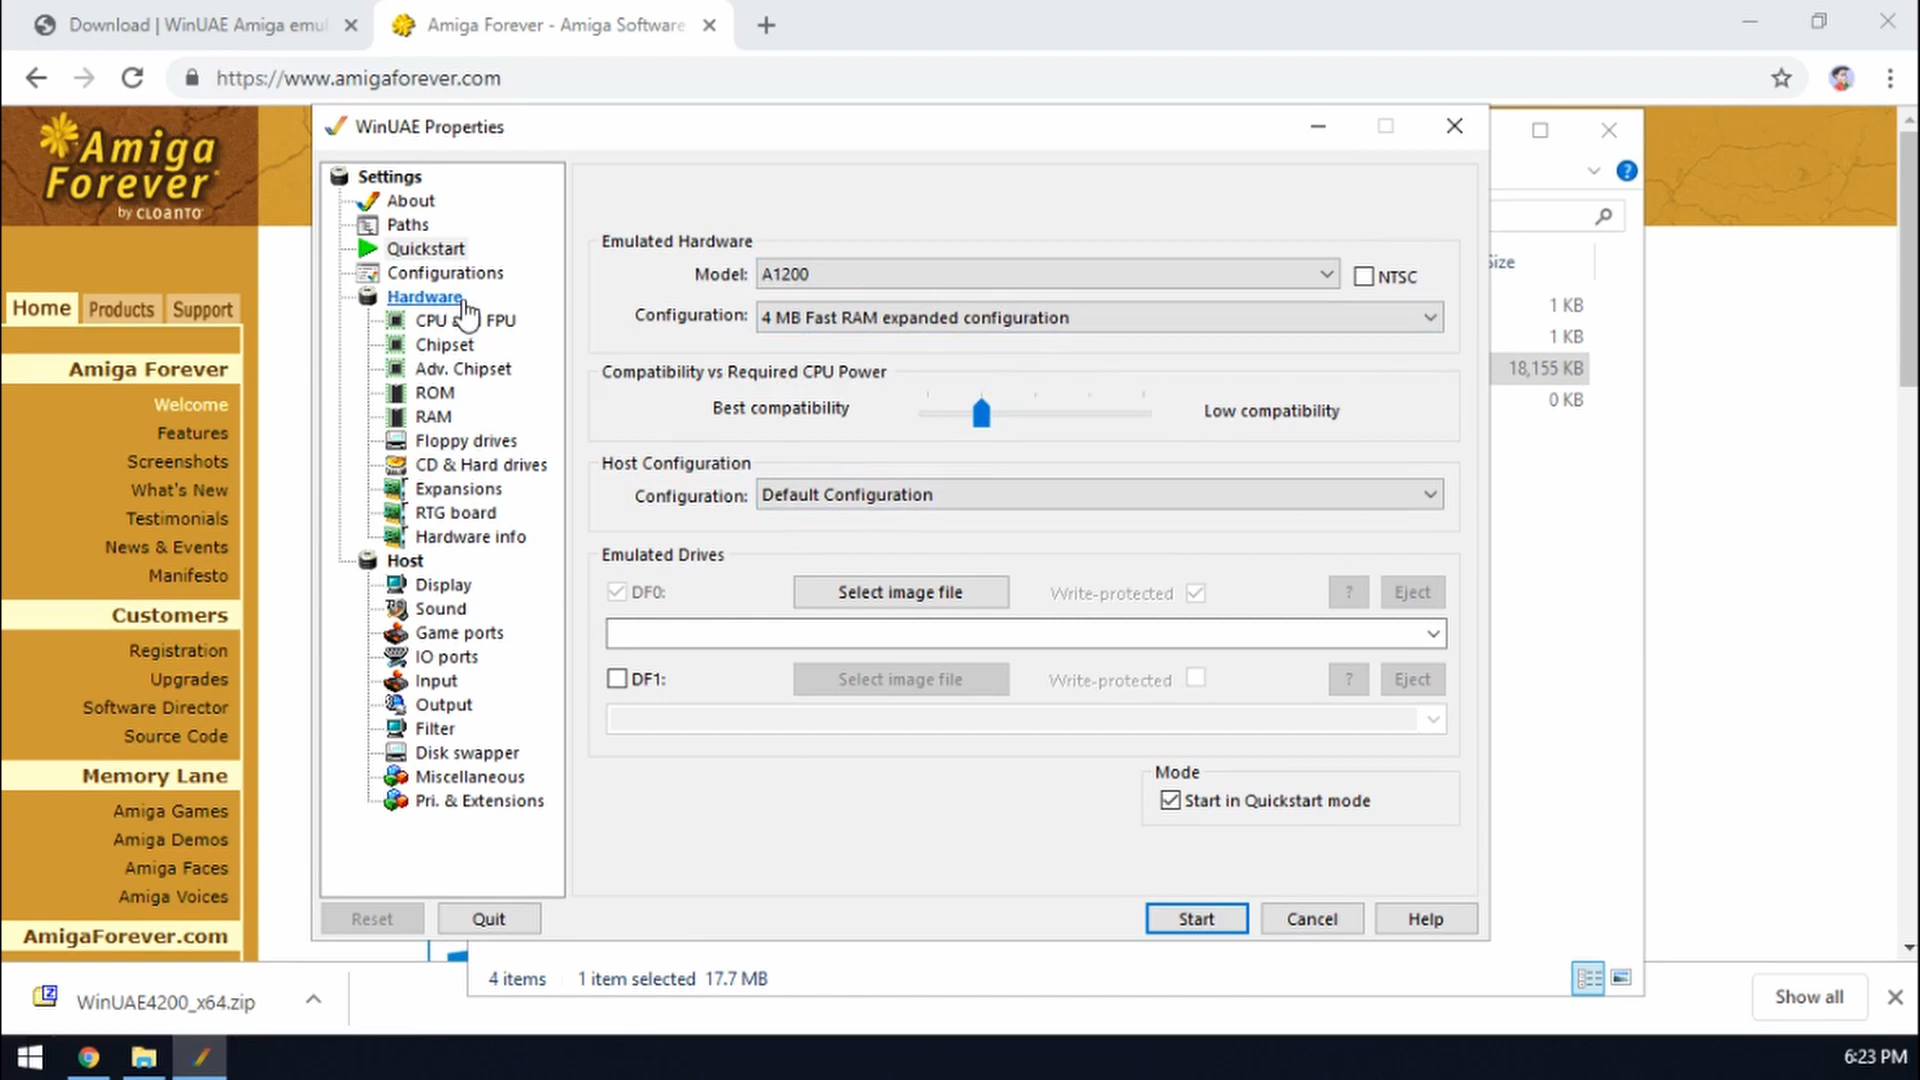 Download | WinUAE Amiga emul
Amiga Forever - Amiga Software
https://www.amigaforever.com
Amiga
Forever
by CLOANTO
Home
Products
Support
Amiga Forever
Welcome
Features
Screenshots
What's New
Testimonials
News & Events
Manifesto
Customers
Registration
Upgrades
Software Director
Source Code
Memory Lane
Amiga Games
Amiga Demos
Amiga Faces
Amiga Voices
AmigaForever.com
WinUAE Properties
Settings
About
Paths
Quickstart
Configurations
Hardware
CPU FPU
Chipset
Adv. Chipset
ROM
RAM
Floppy drives
CD & Hard drives
Expansions
RTG board
Hardware info
Host
Display
Sound
Game ports
IO ports
Input
Output
Filter
Disk swapper
Miscellaneous
Pri. & Extensions
Reset
Quit
Emulated Hardware
Model: A1200
NTSC
Configuration: 4 MB Fast RAM expanded configuration
Compatibility vs Required CPU Power
Best compatibility
Low compatibility
Host Configuration
Configuration: Default Configuration
Emulated Drives
DF0:
Select image file
Write-protected
?
Eject
DF1:
Select image file
Write-protected
?
Eject
Mode
Start in Quickstart mode
Start
Cancel
Help
?
Size
1 KB
1 KB
18,155 KB
0 KB
4 items
1 item selected 17.7 MB
WinUAE4200_x64.zip
Show all
6:23 PM